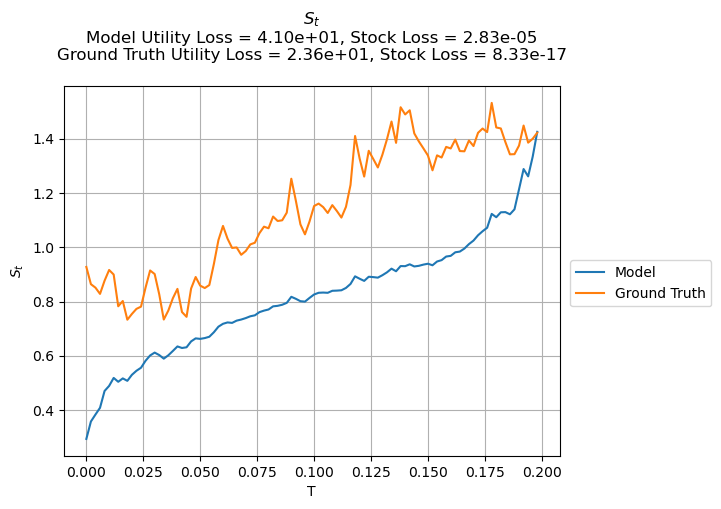 S_t
Model Utility Loss = 4.10e+01, Stock Loss = 2.83e-05
Ground Truth Utility Loss = 2.36e+01, Stock Loss = 8.33e-17
1.4
1.2
1.0
0.8
0.6
0.4
S_t
0.000 0.025 0.050 0.075 0.100 0.125 0.150 0.175 0.200
T
Model
Ground Truth